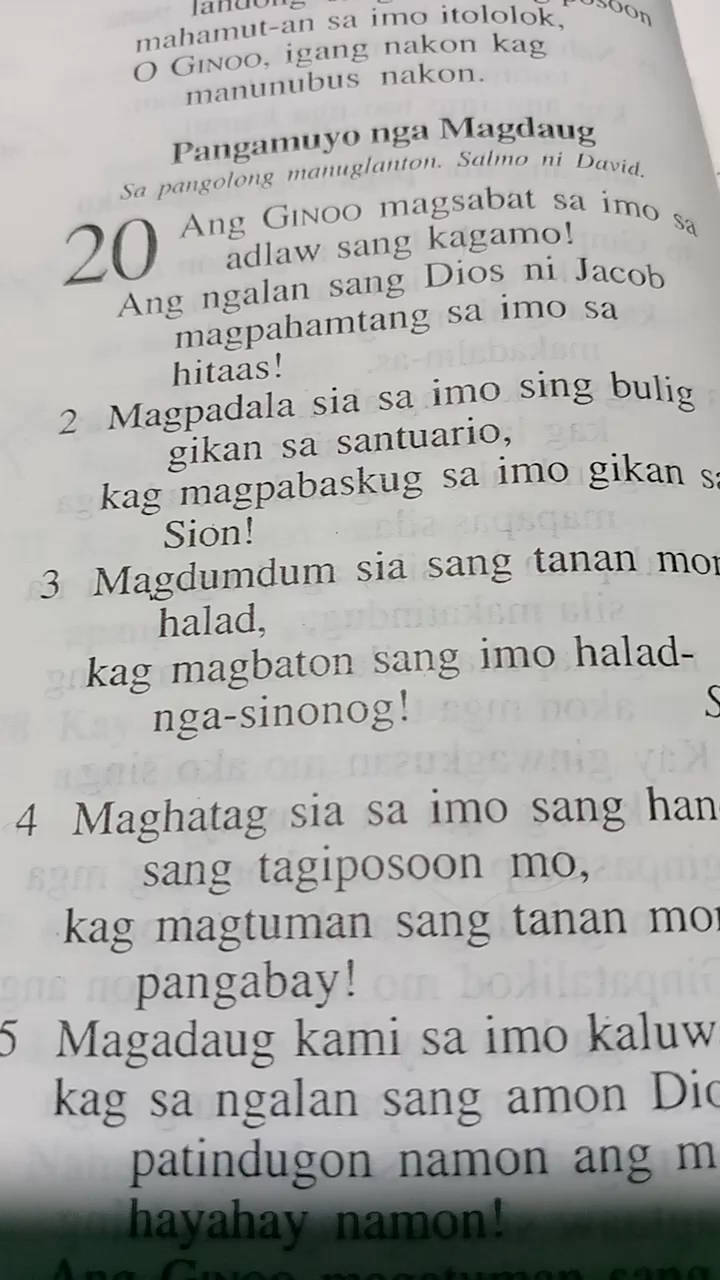 mahamut-an sa imo itololok,
O GINOO, igang nakon kag
manunubus nakon.
Pangamuyo nga Magdaug
Sa pangolong manuglanton. Salmo ni David.
20 Ang GINOO magsabat sa imo sa
adlaw sang kagamo!
Ang ngalan sang Dios ni Jacob
magpahamtang sa imo sa
hitaas!
2 Magpadala sia sa imo sing bulig
gikan sa santuario,
kag magpabaskug sa imo gikan
Sion!
3 Magdumdum sia sang tanan
halad,
kag magbaton sang imo halad-
nga-sinonog!
4 Maghatag sia sa imo sang
sang tagiposoon mo,
kag magtuman sang tanan
pangabay!
5 Magadaug kami sa imo
kag sa ngalan sang amon
patindugon namon ang
hayahay namon!